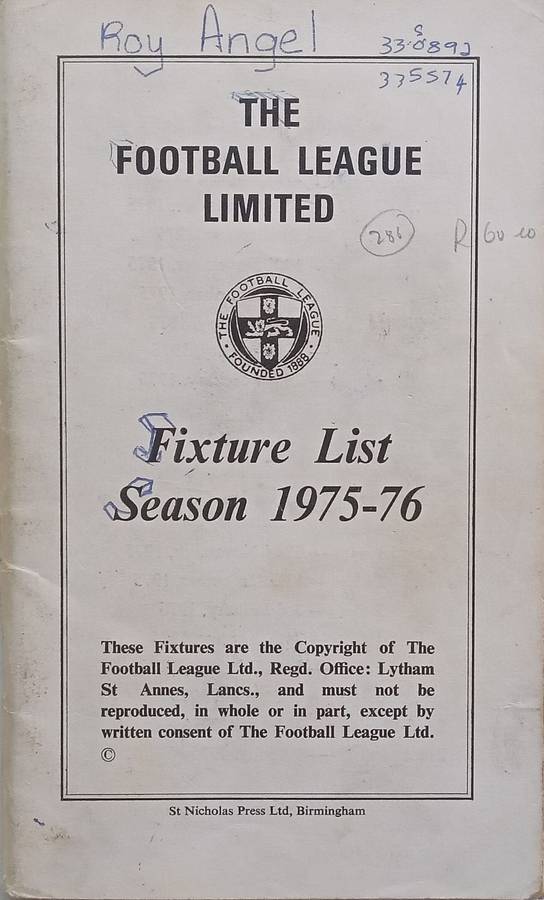 Roy Angel
335574
THE
FOOTBALL LEAGUE
LIMITED
286
THE FOOTBALL LEAGUE
FOUNDED 1888
Fixture List
Season 1975-76
These Fixtures are the Copyright of The
Football League Ltd., Regd. Office: Lytham
St Annes, Lancs., and must not be
reproduced, in whole or in part, except by
written consent of The Football League Ltd.
©
St Nicholas Press Ltd, Birmingham